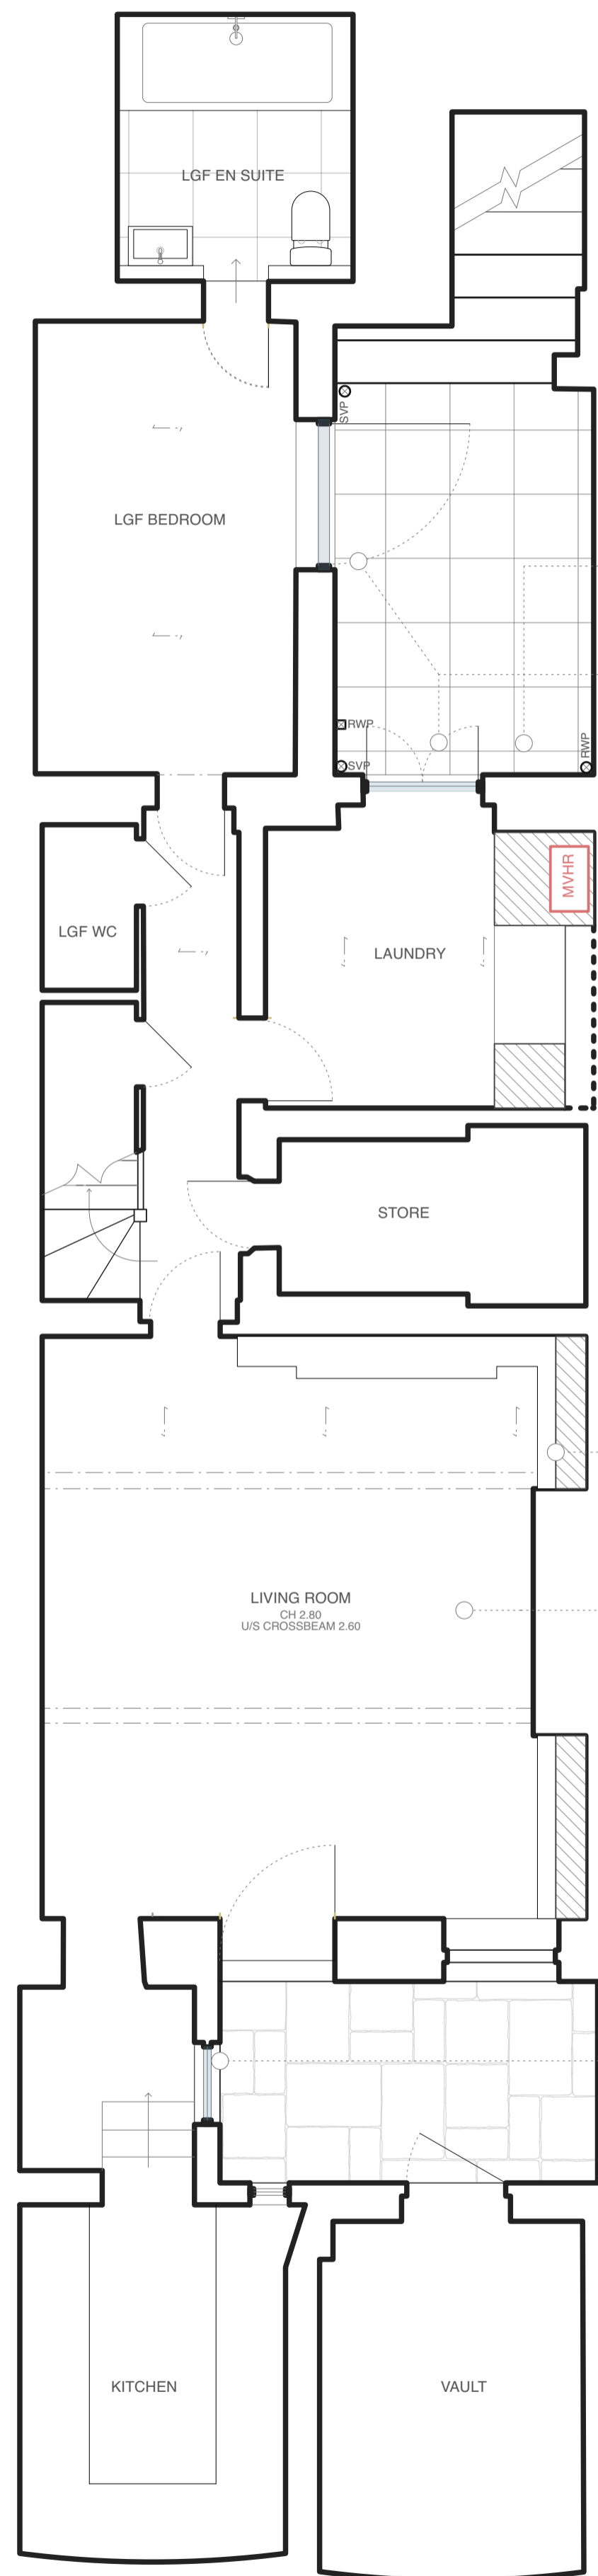 LGF EN SUITE
SVP
LGF BEDROOM
RWP
RWP
SVP
MVHR
LGF WC
LAUNDRY
STORE
LIVING ROOM
CH 2.80
U/S CROSSBEAM 2.60
KITCHEN
VAULT